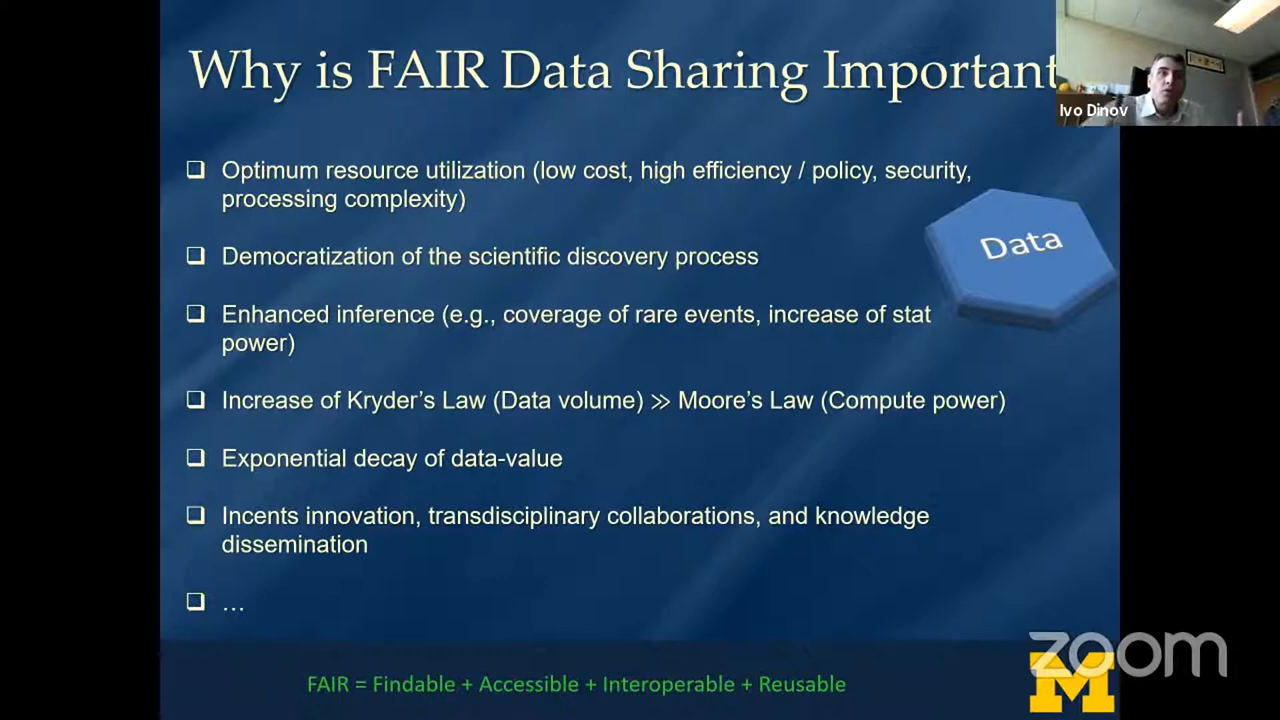 Why is FAIR Data Sharing Important
Ivo Dinov
Optimum resource utilization (low cost, high efficiency / policy, security,
processing complexity)
Data
Democratization of the scientific discovery process
Enhanced inference (e.g., coverage of rare events, increase of stat
power)
Increase of Kryder’s Law (Data volume) ≫ Moore’s Law (Compute power)
Exponential decay of data-value
Incents innovation, transdisciplinary collaborations, and knowledge
dissemination
…
zoom
M
FAIR = Findable + Accessible + Interoperable + Reusable